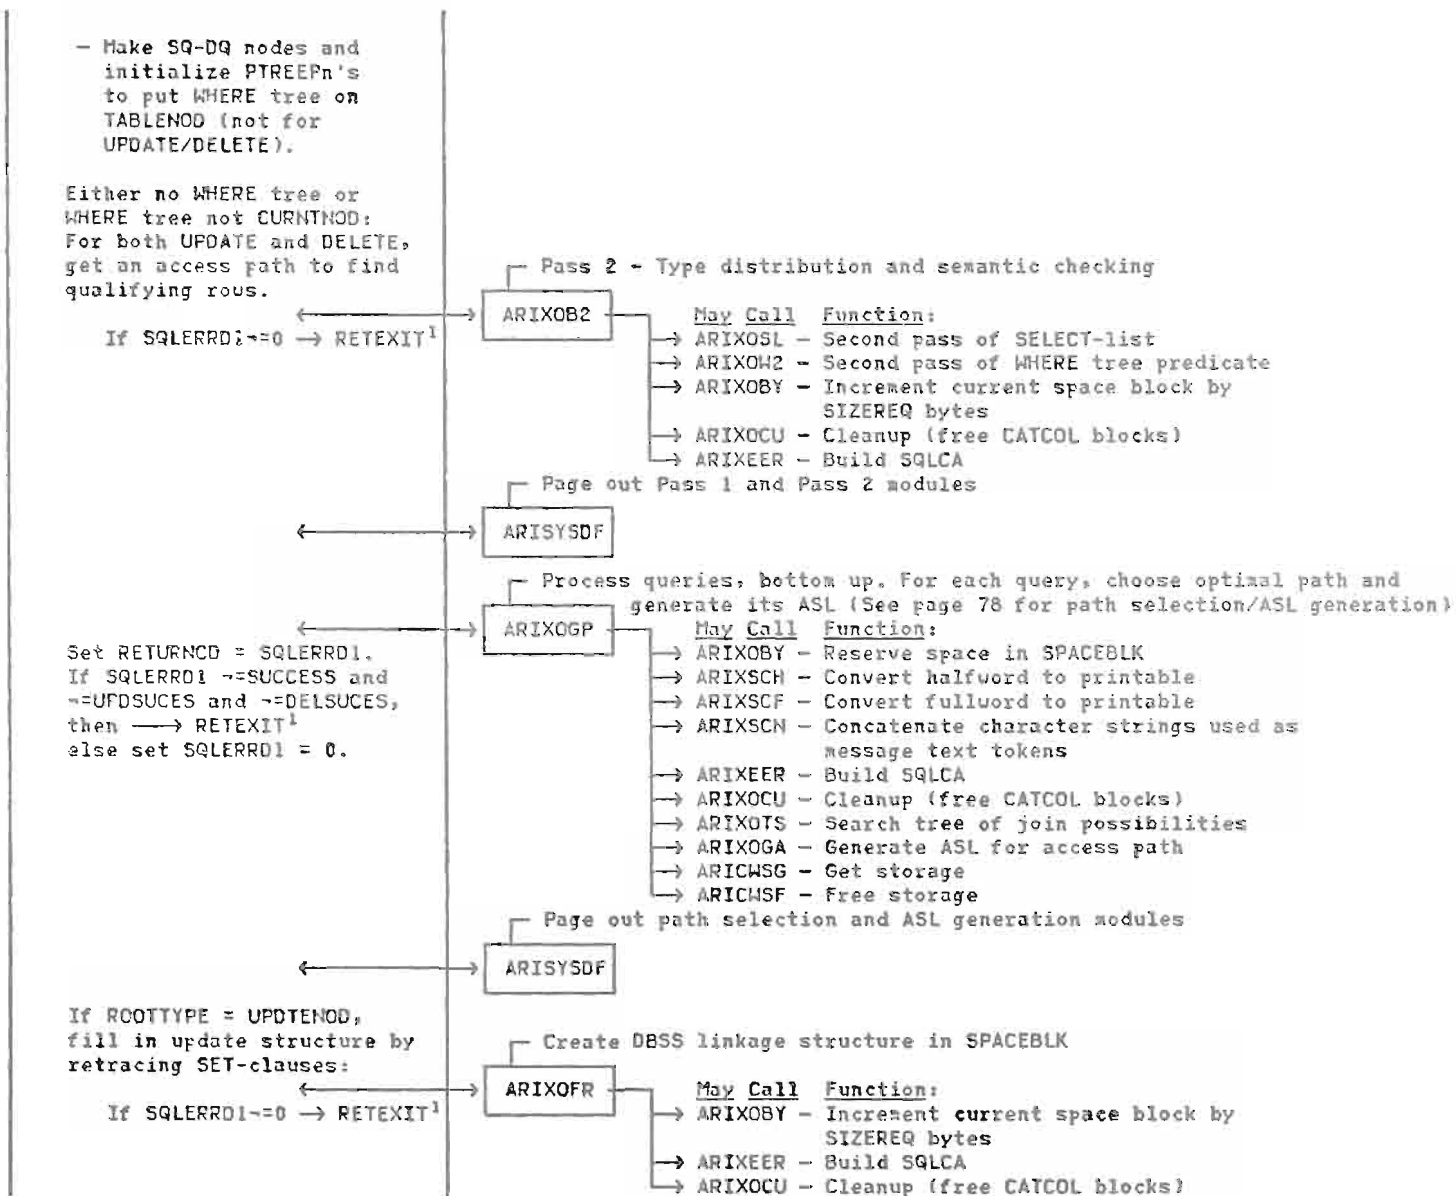 — Make SQ-DQ nodes and
initialize PTREEPn's
to put WHERE tree on
TABLENOD (not for
UPDATE/DELETE).
Either no WHERE tree or
WHERE tree not CURNTNOD:
For both UPDATE and DELETE,
get an access path to find
qualifying rows.
If SQLERRD1¬=0 → RETEXIT¹
Pass 2 - Type distribution and semantic checking
ARIXOB2
May Call Function:
ARIXOSL — Second pass of SELECT-list
ARIXOW2 — Second pass of WHERE tree predicate
ARIXOBY — Increment current space block by
SIZEREQ bytes
ARIXOCU — Cleanup (free CATCOL blocks)
ARIXEER — Build SQLCA
Page out Pass 1 and Pass 2 modules
ARISYSDF
Process queries, bottom up. For each query, choose optimal path and
generate its ASL (See page 78 for path selection/ASL generation)
ARIXOGP
May Call Function:
Set RETURNCD = SQLERRD1.
If SQLERRD1 ¬=SUCCESS and
¬=UPDSUCES and ¬=DELSUCES,
then ——→ RETEXIT¹
else set SQLERRD1 = 0.
ARIXOBY — Reserve space in SPACEBLK
ARIXSCH — Convert halfword to printable
ARIXSCF — Convert fullword to printable
ARIXSCN — Concatenate character strings used as
message text tokens
ARIXEER — Build SQLCA
ARIXOCU — Cleanup (free CATCOL blocks)
ARIXOTS — Search tree of join possibilities
ARIXOGA — Generate ASL for access path
ARICWSG — Get storage
ARICWSF — Free storage
Page out path selection and ASL generation modules
ARISYSDF
If ROOTTYPE = UPDTENOD,
fill in update structure by
retracing SET-clauses:
If SQLERRD1¬=0 → RETEXIT¹
Create DBSS linkage structure in SPACEBLK
ARIXOFR
May Call Function:
ARIXOBY — Increment current space block by
SIZEREQ bytes
ARIXEER — Build SQLCA
ARIXOCU — Cleanup (free CATCOL blocks)